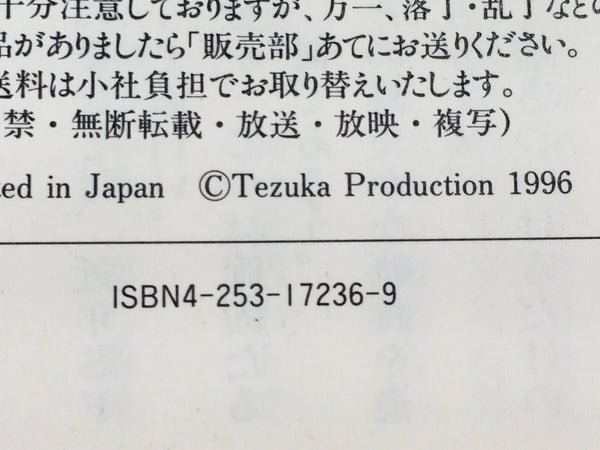 十分注意しておりますが、万一、落丁・乱丁などの
品がありましたら「販売部」あてにお送りください。
送料は小社負担でお取り替えいたします。
禁・無断転載・放送・放映・複写)
ted in Japan ©Tezuka Production 1996
ISBN4-253-17236-9